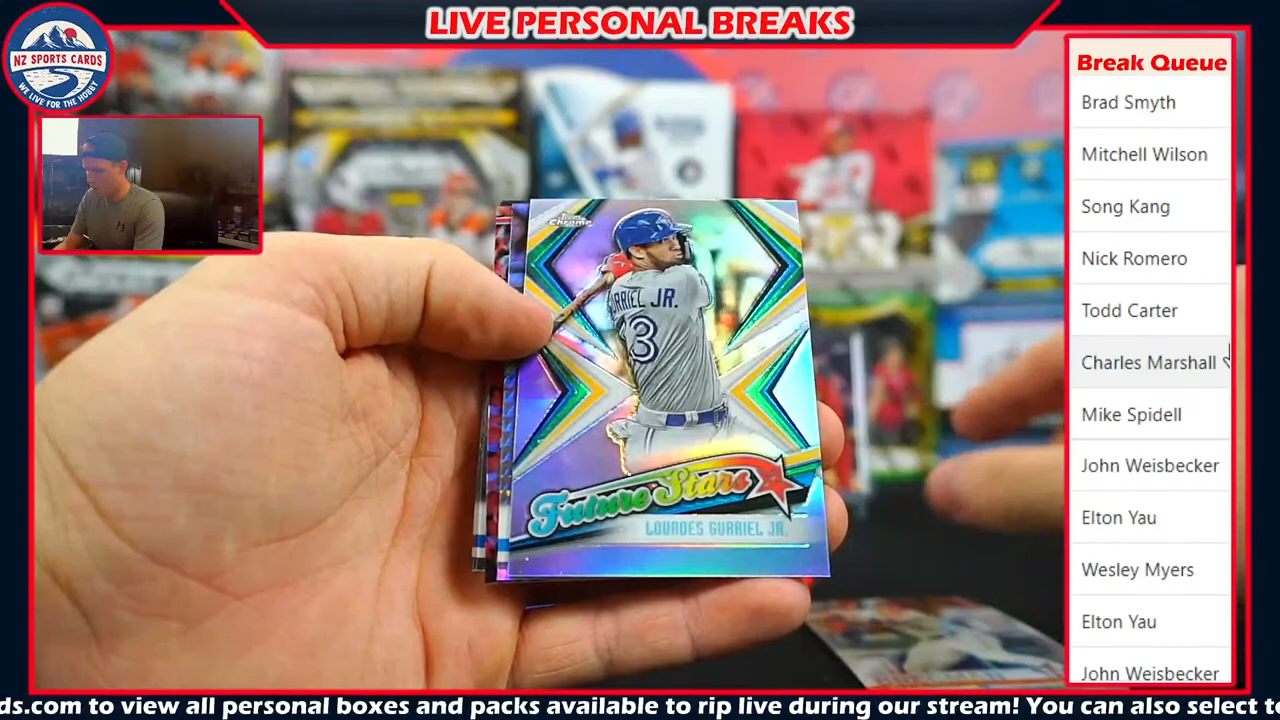 LIVE PERSONAL BREAKS
NZ SPORTS CARDS
WE LIVE FOR THE HOBBY
Break Queue
Brad Smyth
Mitchell Wilson
Song Kang
Nick Romero
Todd Carter
Charles Marshall
Mike Spidell
John Weisbecker
Elton Yau
Wesley Myers
Elton Yau
John Weisbecker
Topps
Chrome
URRIEL JR.
13
Future Stars
LOURDES GURRIEL JR.
ds.com to view all personal boxes and packs available to rip live during our stream! You can also select to